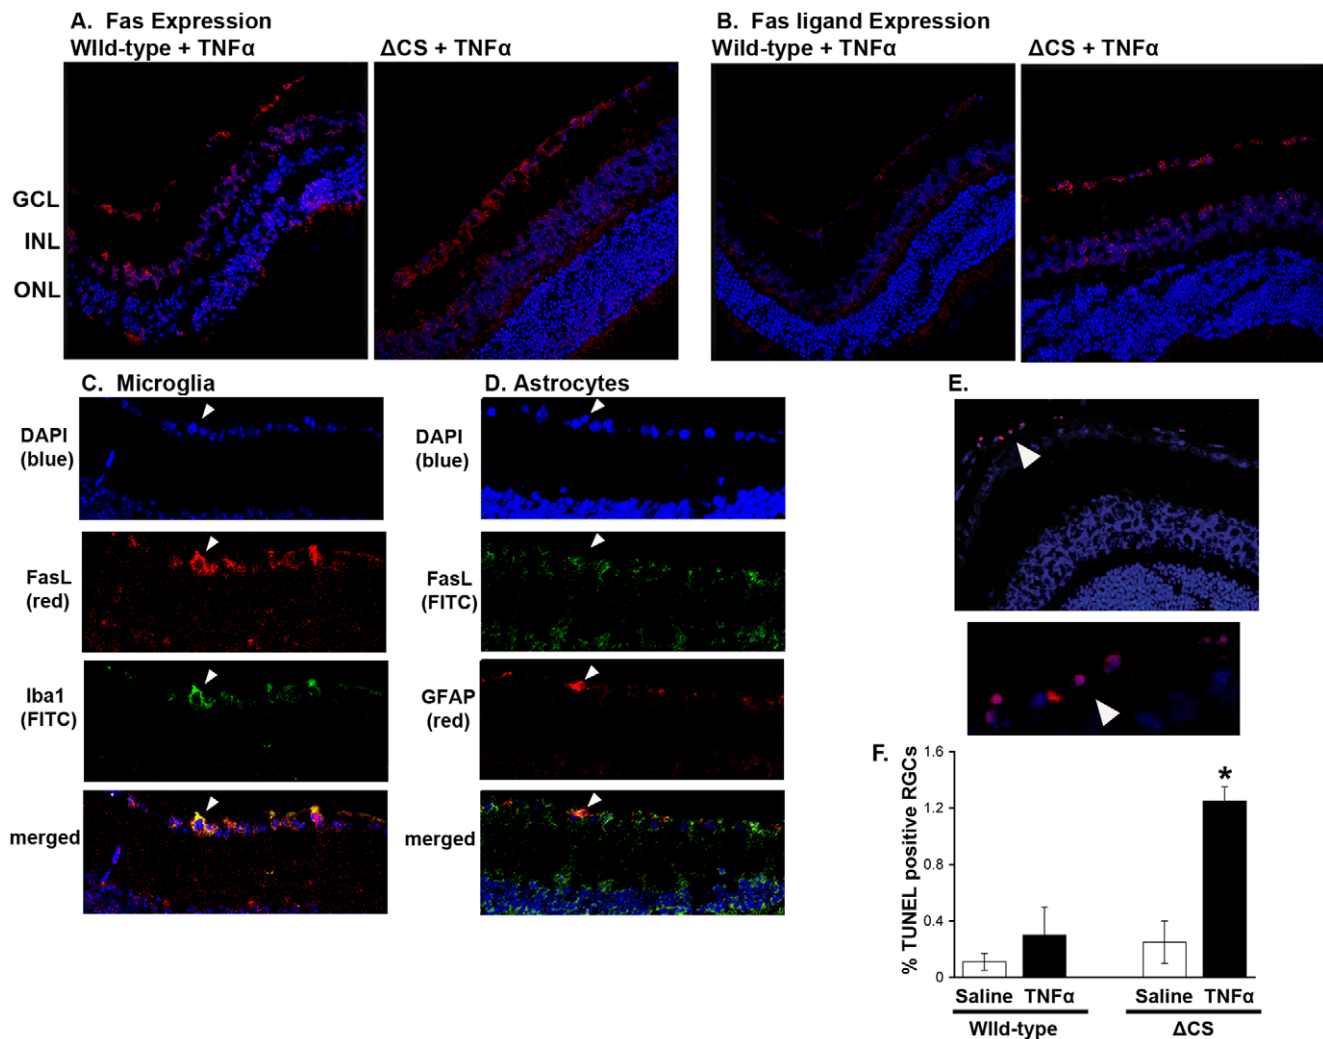 A. Fas Expression
WIld-type + TNFα
ΔCS + TNFα
B. Fas ligand Expression
Wild-type + TNFα
ΔCS + TNFα
GCL
INL
ONL
C. Microglia
DAPI
(blue)
FasL
(red)
Iba1
(FITC)
merged
D. Astrocytes
DAPI
(blue)
FasL
(FITC)
GFAP
(red)
merged
E.
F.
% TUNEL positive RGCs
1.6
1.2
0.8
0.4
0
*
Saline TNFα
Saline TNFα
WIld-type
ΔCS